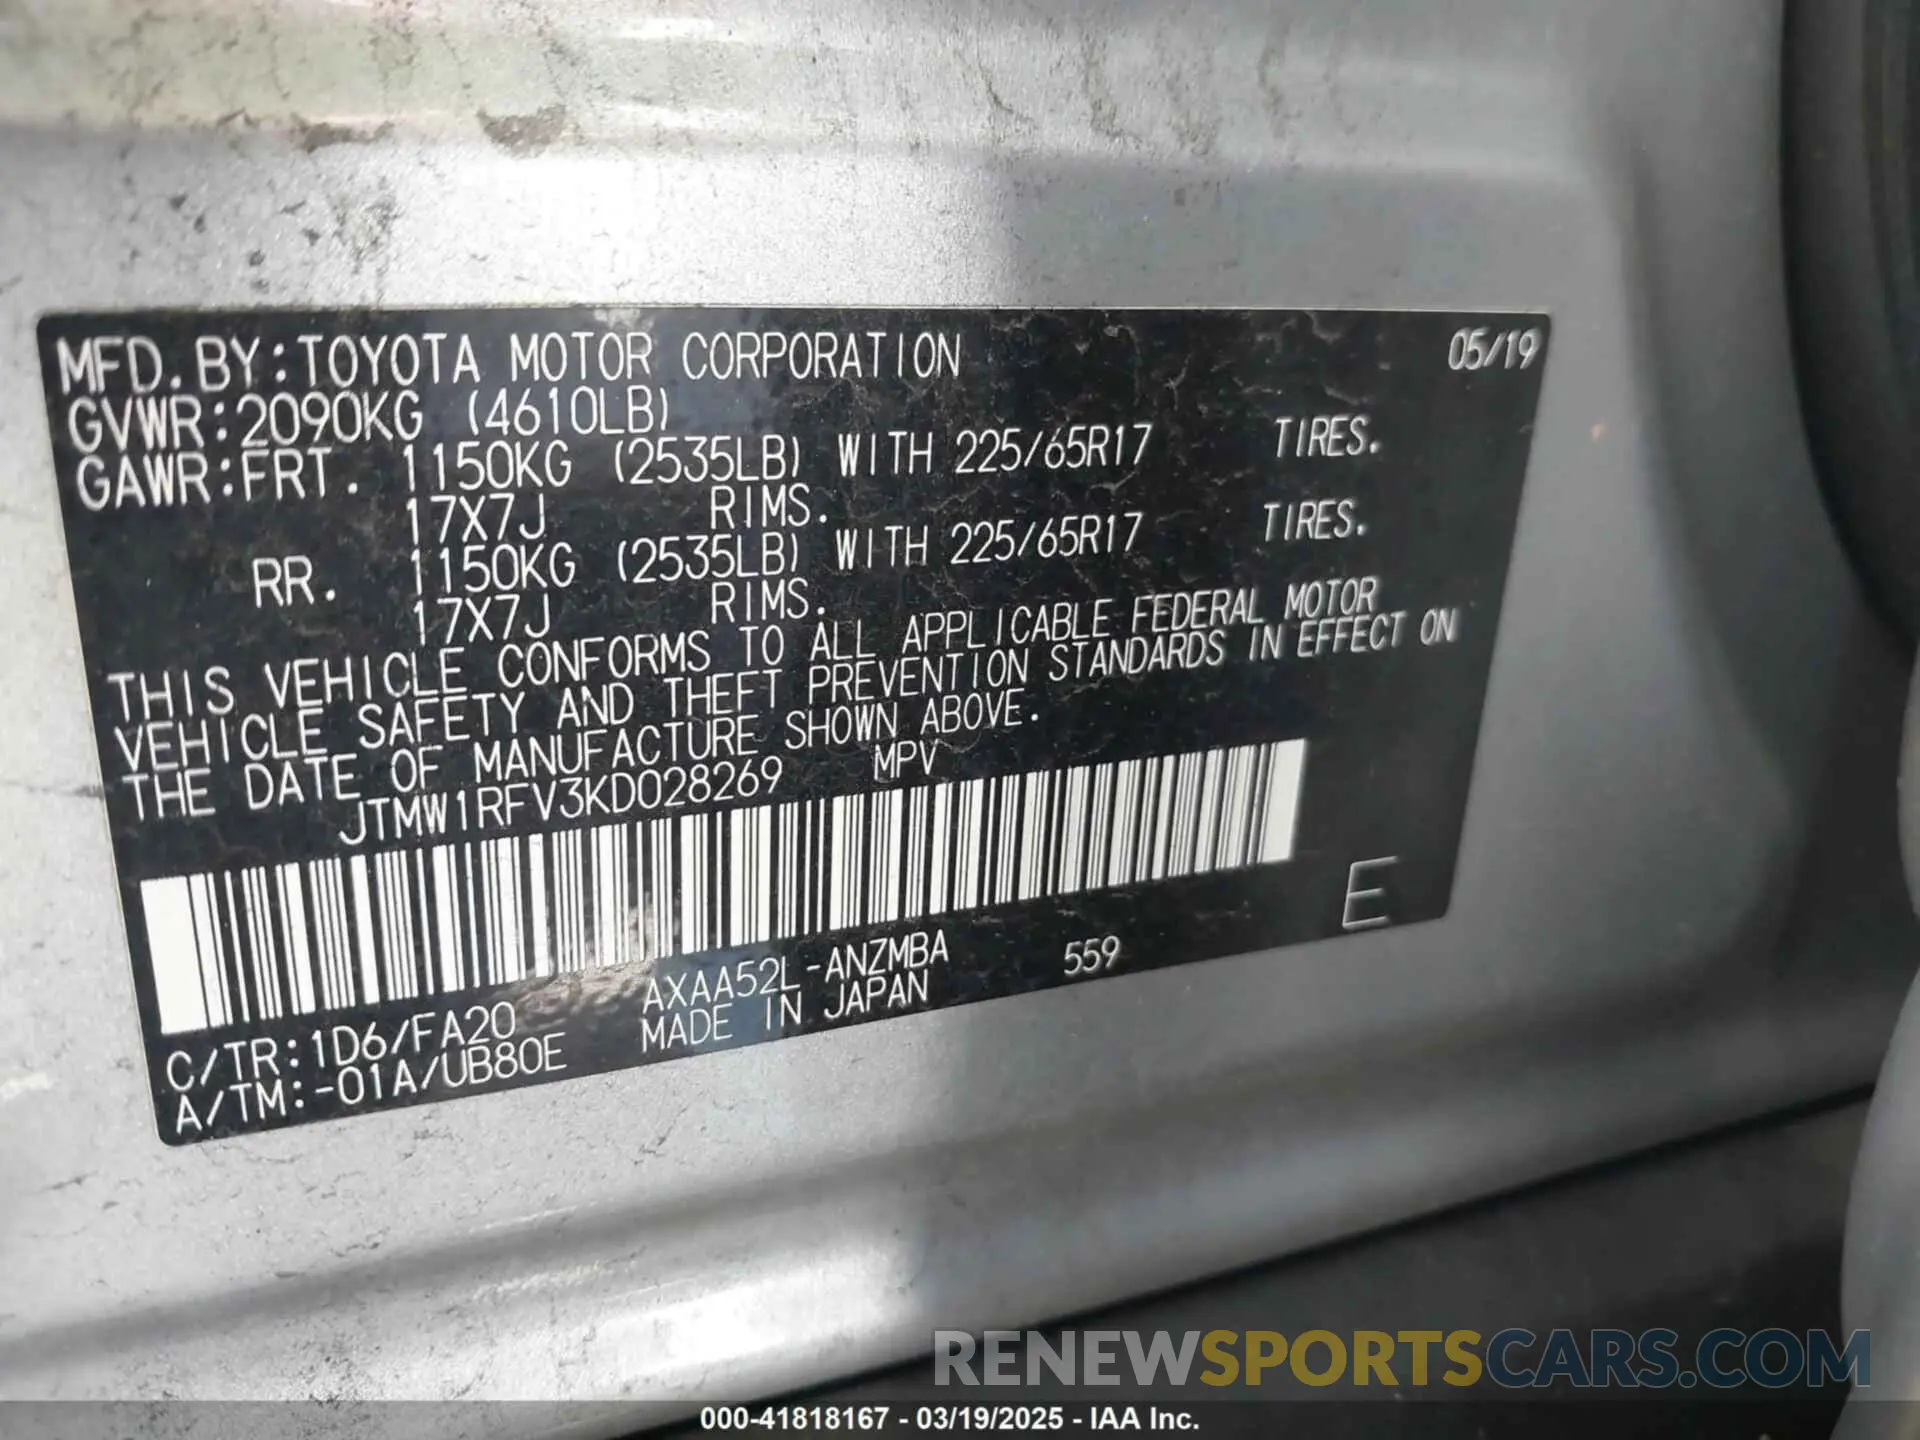 MFD.BY:TOYOTA MOTOR CORPORATION 05/19
GVWR:2090KG (4610LB)
GAWR:FRT. 1150KG (2535LB) WITH 225/65R17 TIRES.
17X7J RIMS.
RR. 1150KG (2535LB) WITH 225/65R17 TIRES.
17X7J RIMS.
THIS VEHICLE CONFORMS TO ALL APPLICABLE FEDERAL MOTOR
VEHICLE SAFETY AND THEFT PREVENTION STANDARDS IN EFFECT ON
THE DATE OF MANUFACTURE SHOWN ABOVE.
JTMW1RFV3KD028269 MPV
E
C/TR:1D6/FA20 AXAA52L-ANZMBA 559
A/TM:-01A/UB80E MADE IN JAPAN
RENEWSPORTSCARS.COM
000-41818167 - 03/19/2025 - IAA Inc.